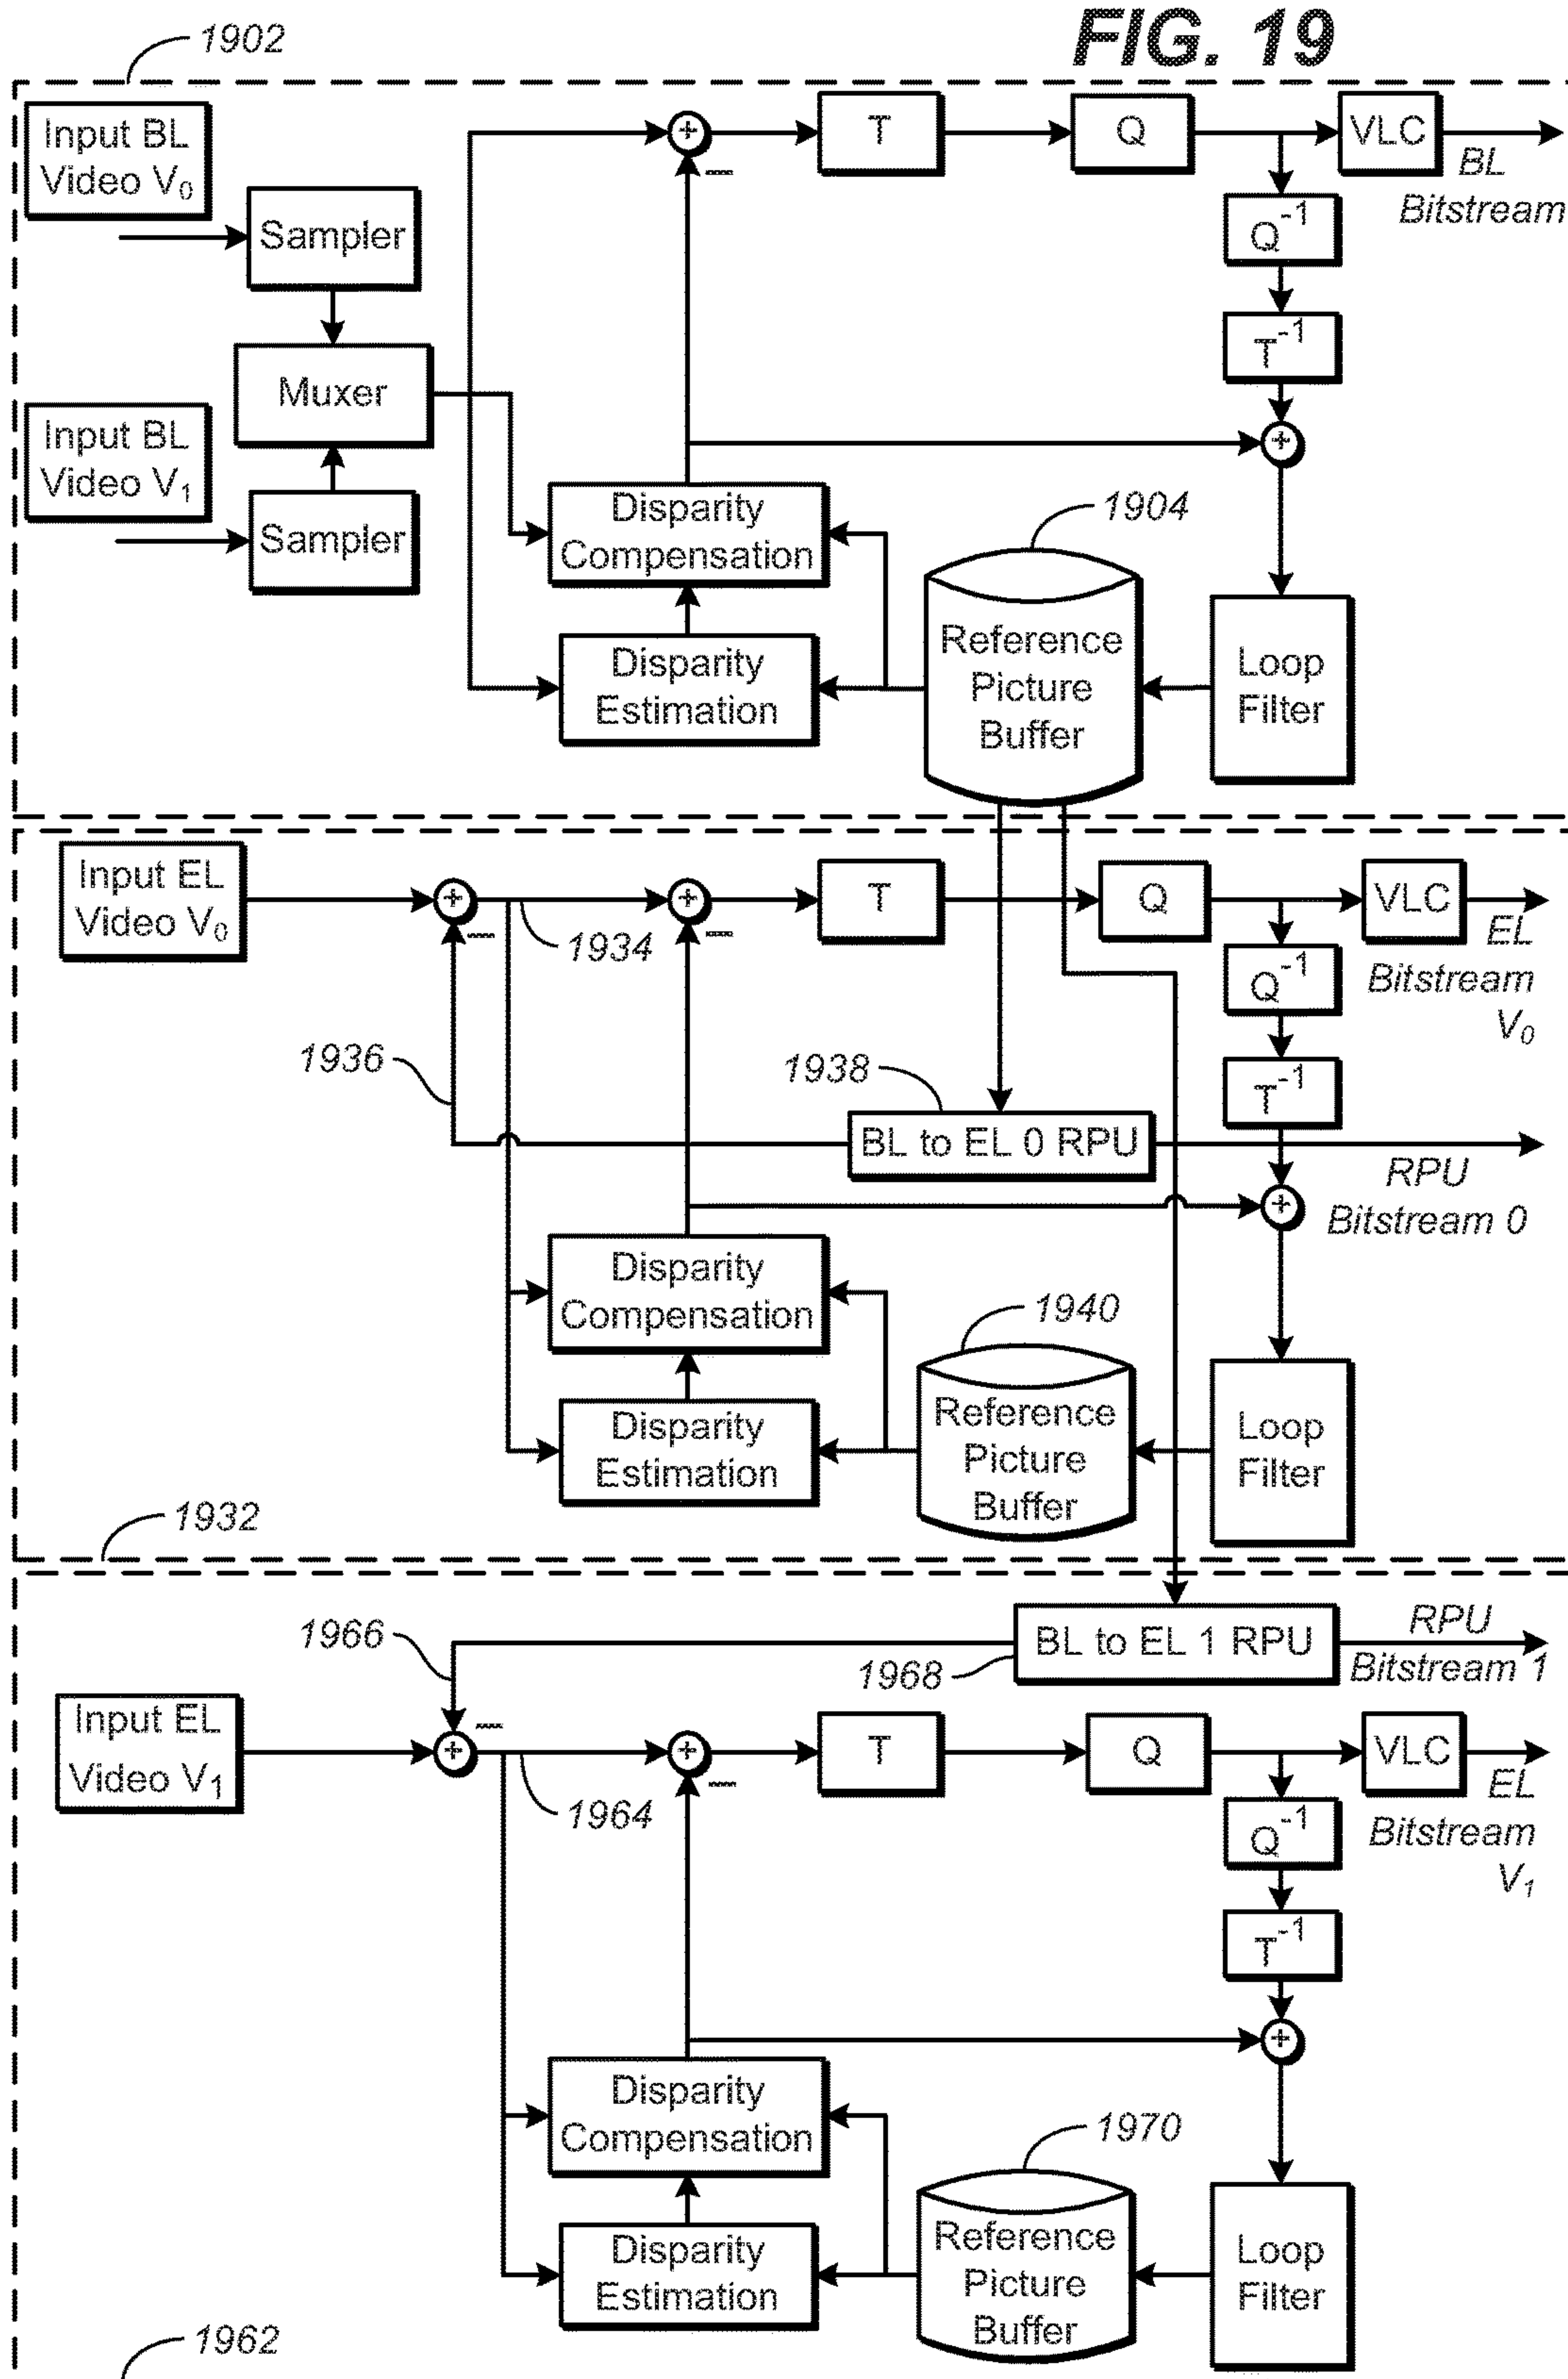 FIG. 19
1902
Input BL
Video V₀
Sampler
Muxer
Input BL
Video V₁
Sampler
+
T
Q
VLC
BL
Bitstream
Q⁻¹
T⁻¹
+
Disparity
Compensation
Disparity
Estimation
1904
Reference
Picture
Buffer
Loop
Filter
Input EL
Video V₀
+
1934
+
T
Q
VLC
EL
Bitstream
V₀
Q⁻¹
T⁻¹
1936
1938
BL to EL 0 RPU
RPU
Bitstream 0
+
Disparity
Compensation
Disparity
Estimation
1940
Reference
Picture
Buffer
Loop
Filter
1932
1966
1968
BL to EL 1 RPU
RPU
Bitstream 1
Input EL
Video V₁
+
1964
+
T
Q
VLC
EL
Bitstream
V₁
Q⁻¹
T⁻¹
+
Disparity
Compensation
Disparity
Estimation
1970
Reference
Picture
Buffer
Loop
Filter
1962